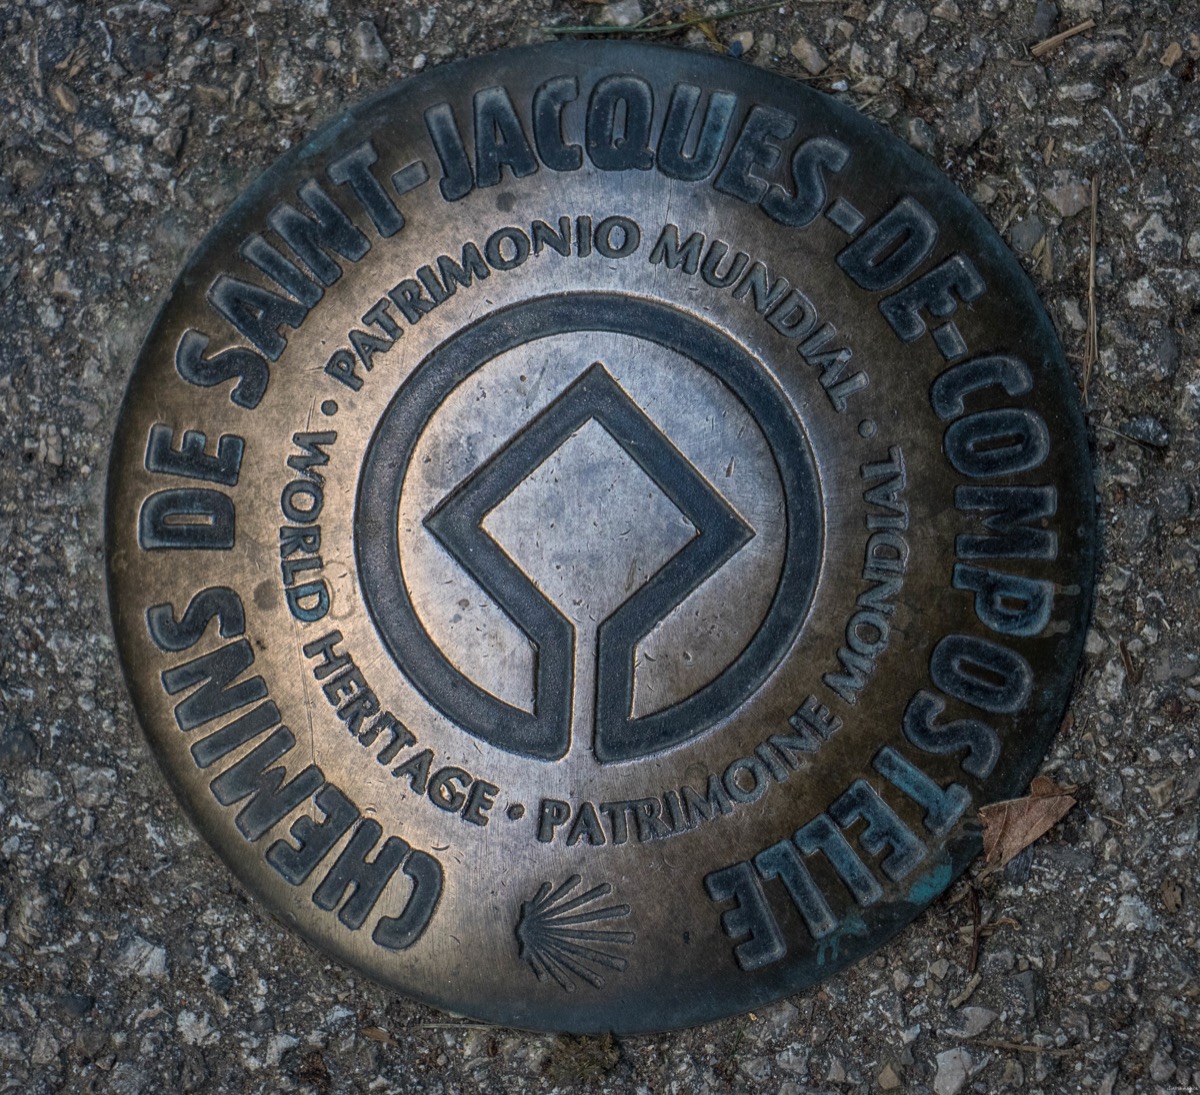 CHEMINS DE SAINT-JACQUES-DE-COMPOSTELLE
· PATRIMONIO MUNDIAL ·
WORLD HERITAGE · PATRIMOINE MONDIAL